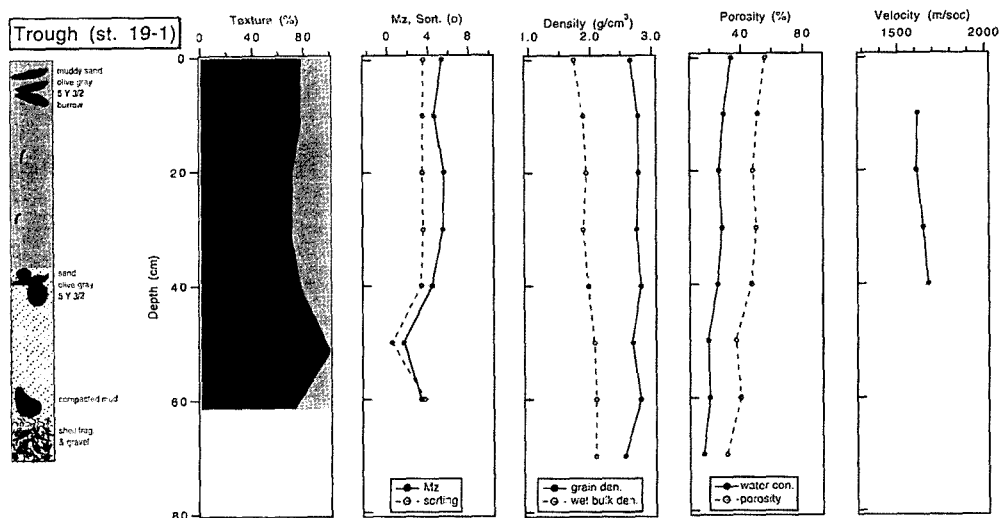 Trough (st. 19-1)
Texture (%)
0 40 80
Mz, Sort. (o)
0 4 8
Density (g/cm³)
1.0 2.0 3.0
Porosity (%)
40 80
Velocity (m/sec)
1600 2000
Depth (cm)
0
20
40
60
80
muddy sand
olive gray
5 Y 3/2
burrow
sand
olive gray
5 Y 3/2
compacted mud
shell frag.
& gravel
Mz
sorting
grain den.
wet bulk den.
water con.
porosity